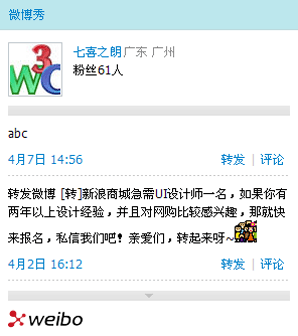 微博秀
W3C
七喜之朗广东 广州
粉丝61人
abc
4月7日 14:56 转发 | 评论
转发微博 [转]新浪商城急需UI设计师一名，如果你有
两年以上设计经验，并且对网购比较感兴趣，那就快
来报名，私信我们吧！亲爱们，转起来呀~
4月2日 16:12 转发 | 评论
weibo